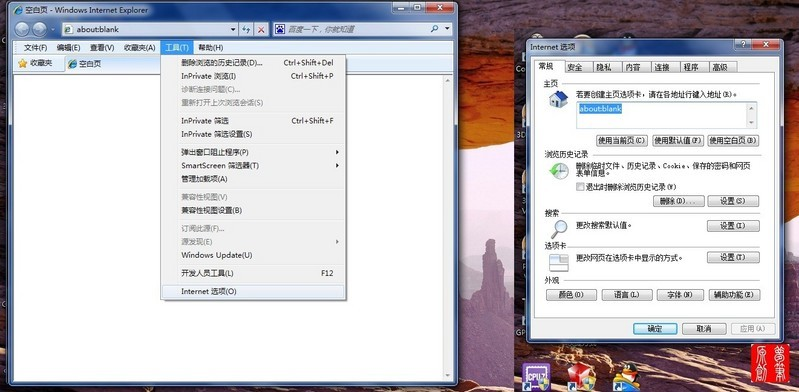 空白页 - Windows Internet Explorer
about:blank
百度一下，你就知道
文件(F) 编辑(E) 查看(V) 收藏夹(A) 工具(T) 帮助(H)
收藏夹 空白页
删除浏览的历史记录(D)... Ctrl+Shift+Del
InPrivate 浏览(I) Ctrl+Shift+P
诊断连接问题(C)...
重新打开上次浏览会话(S)
InPrivate 筛选 Ctrl+Shift+F
InPrivate 筛选设置(S)
弹出窗口阻止程序(P)
SmartScreen 筛选器(T)
管理加载项(A)
兼容性视图(V)
兼容性视图设置(B)
订阅此源(F)...
源发现(E)
Windows Update(U)
开发人员工具(L) F12
Internet 选项(O)
Internet 选项
常规 安全 隐私 内容 连接 程序 高级
主页
若要创建主页选项卡，请在各地址行键入地址(R)。
about:blank
使用当前页(C) 使用默认值(F) 使用空白页(B)
浏览历史记录
删除临时文件、历史记录、Cookie、保存的密码和网页
表单信息。
退出时删除浏览历史记录(W)
删除(D)... 设置(S)
搜索
更改搜索默认值。 设置(I)
选项卡
更改网页在选项卡中显示的方式。 设置(T)
外观
颜色(O) 语言(L) 字体(N) 辅助功能(E)
确定 取消 应用(A)